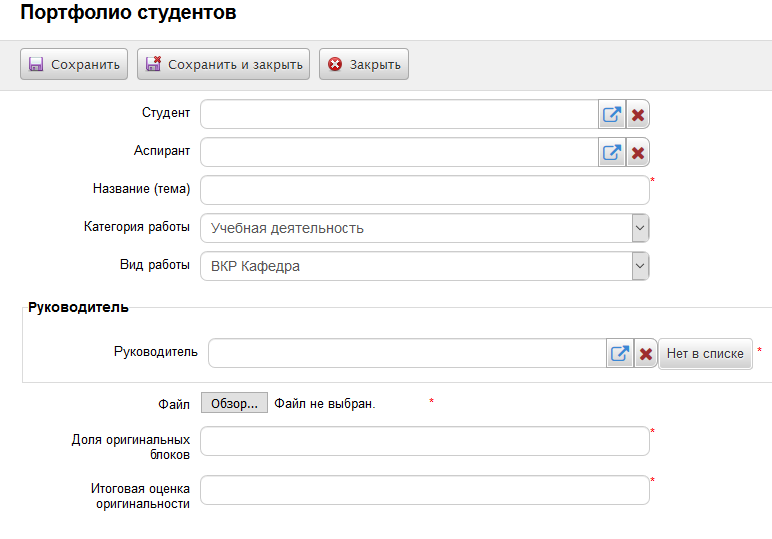 Портфолио студентов
Сохранить Сохранить и закрыть Закрыть
Студент
Аспирант
Название (тема) *
Категория работы Учебная деятельность
Вид работы ВКР Кафедра
Руководитель
Руководитель Нет в списке *
Файл Обзор... Файл не выбран. *
Доля оригинальных *
блоков
Итоговая оценка *
оригинальности